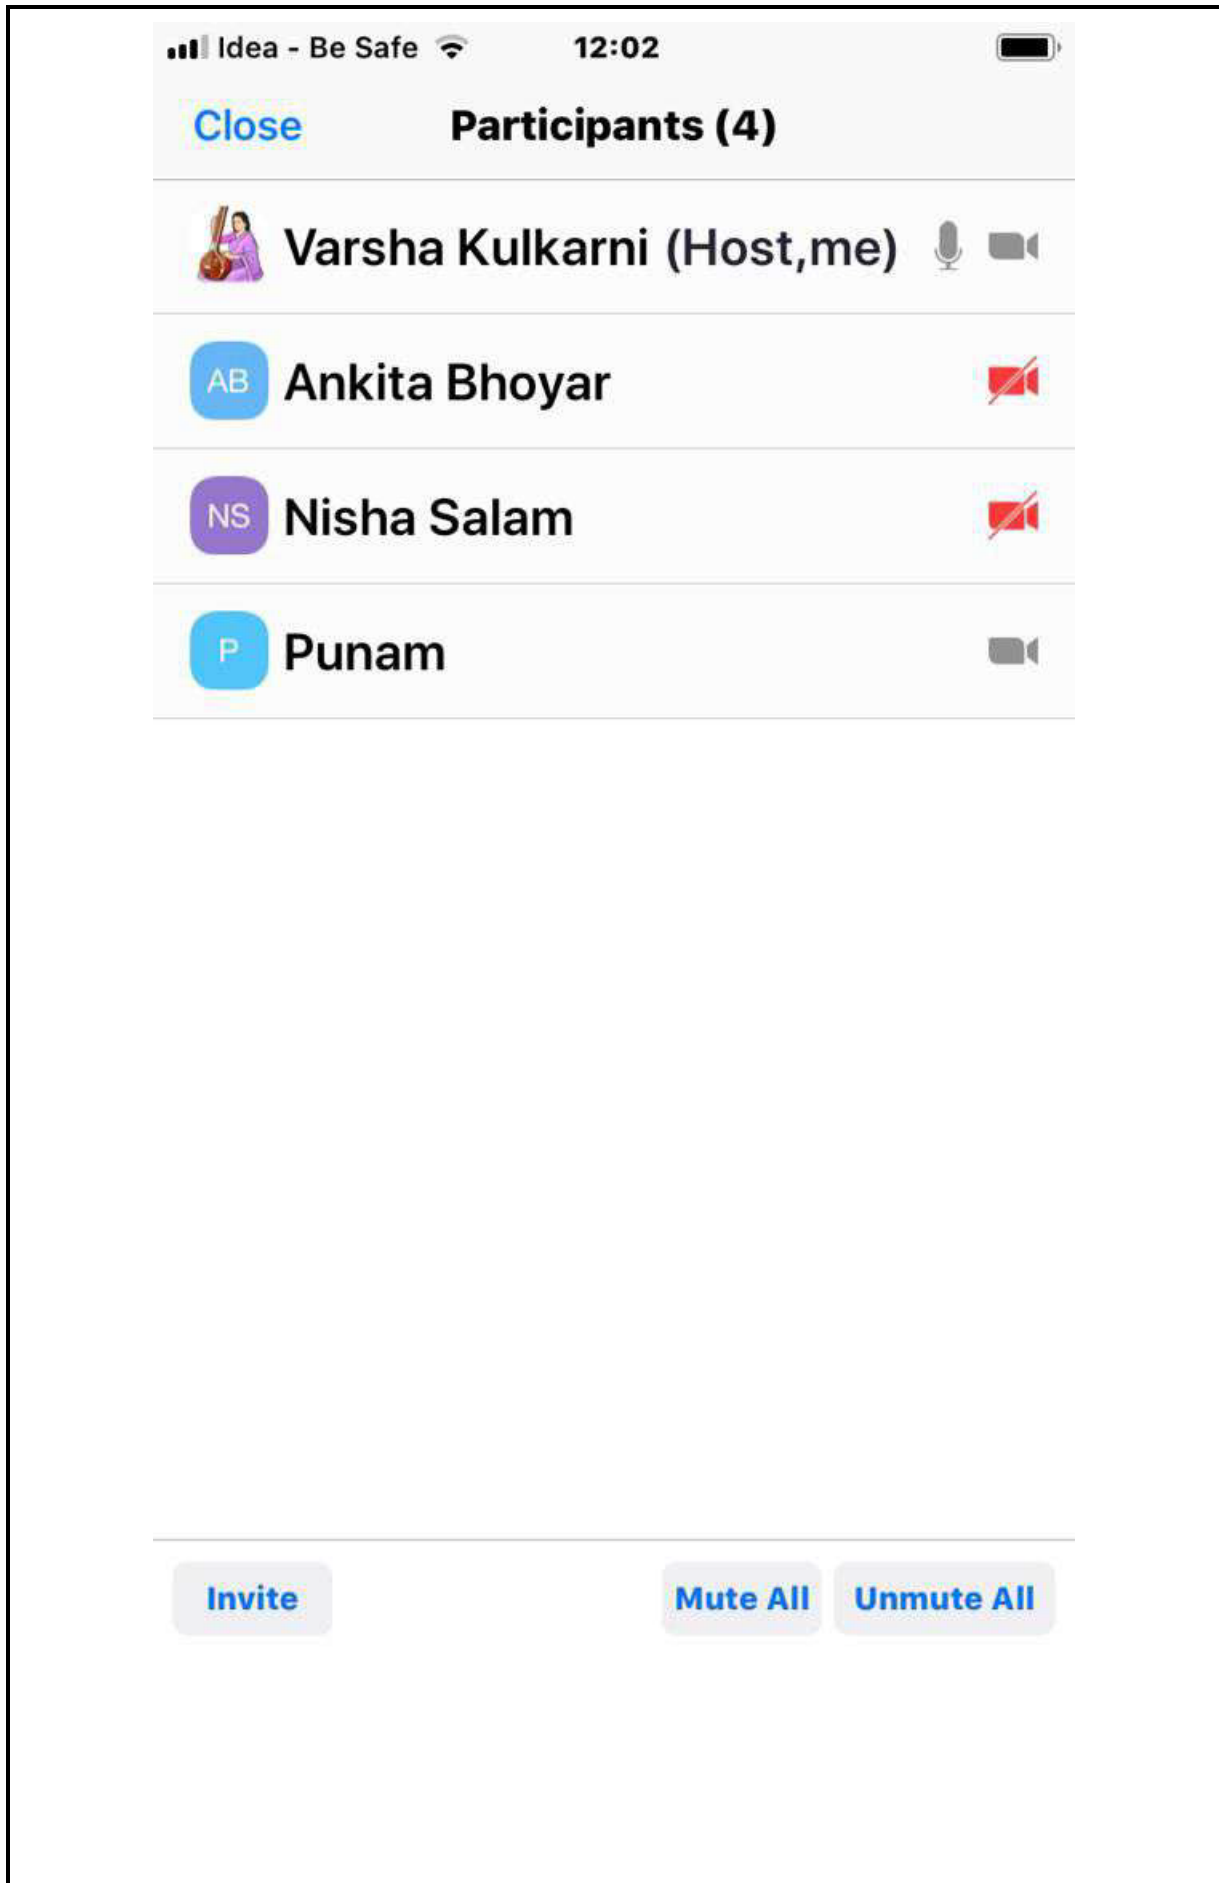 Idea - Be Safe 12:02
Close Participants (4)
Varsha Kulkarni (Host,me)
AB Ankita Bhoyar
NS Nisha Salam
P Punam
Invite Mute All Unmute All